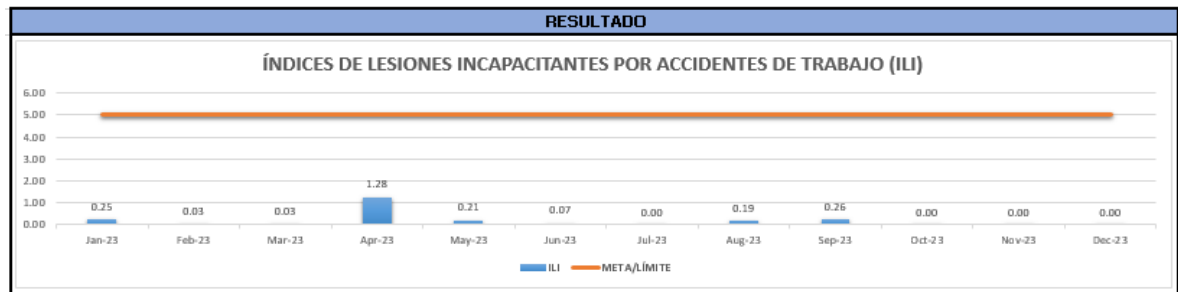 RESULTADO
ÍNDICES DE LESIONES INCAPACITANTES POR ACCIDENTES DE TRABAJO (ILI)
6.00
5.00
4.00
3.00
2.00
1.00
0.00
0.25 0.03 0.03 1.28 0.21 0.07 0.00 0.19 0.26 0.00 0.00 0.00
Jan-23 Feb-23 Mar-23 Apr-23 May-23 Jun-23 Jul-23 Aug-23 Sep-23 Oct-23 Nov-23 Dec-23
ILI META/LÍMITE